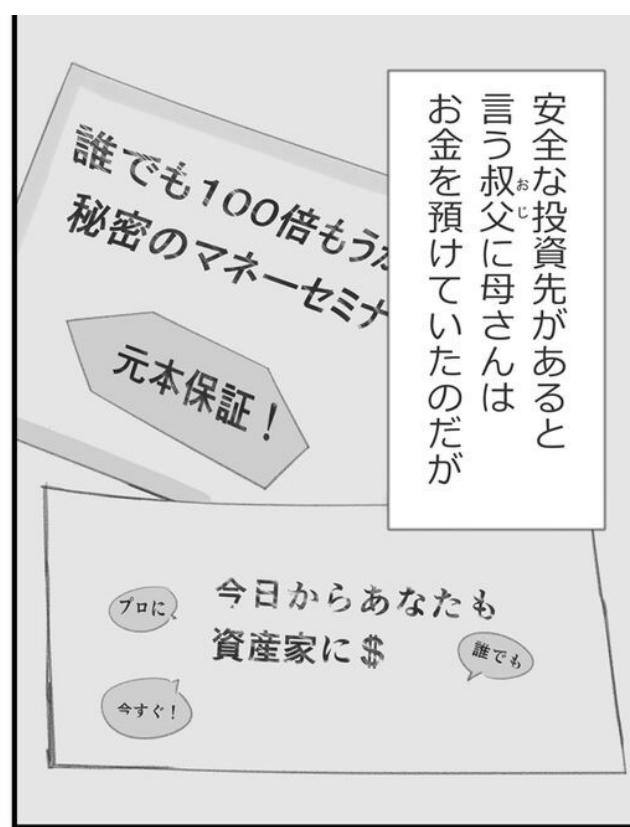 安全な投資先があると
言う叔父に母さんは
お金を預けていたのだが
おじ
誰でも100倍もうか
秘密のマネーセミナ
元本保証！
今日からあなたも
資産家に$
プロに
誰でも
今すぐ！